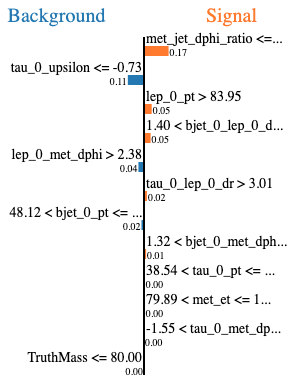 Background Signal
met_jet_dphi_ratio <=...
0.17
tau_0_upsilon <= -0.73
0.11
lep_0_pt > 83.95
0.05
1.40 < bjet_0_lep_0_d...
0.05
lep_0_met_dphi > 2.38
0.04
tau_0_lep_0_dr > 3.01
0.02
48.12 < bjet_0_pt <= ...
0.02
1.32 < bjet_0_met_dph...
0.01
38.54 < tau_0_pt <= ...
0.00
79.89 < met_et <= 1...
0.00
-1.55 < tau_0_met_dp...
0.00
TruthMass <= 80.00
0.00